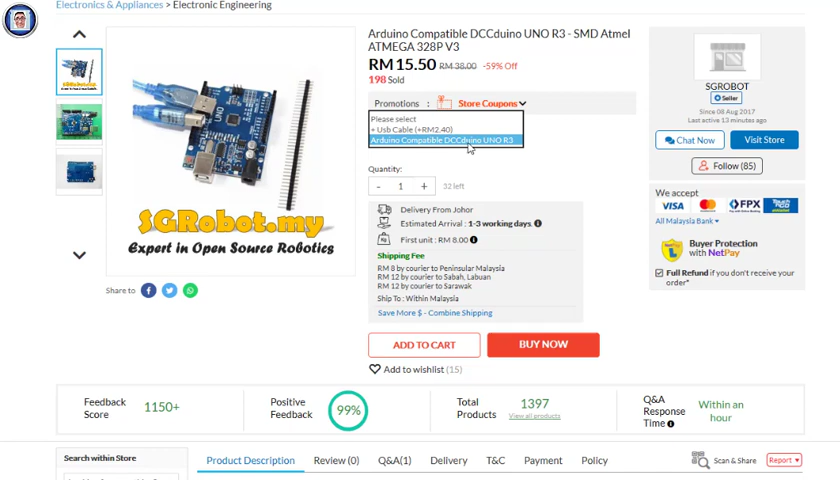 Electronics & Appliances > Electronic Engineering
Arduino Compatible DCCduino UNO R3 - SMD Atmel
ATMEGA 328P V3
RM 15.50 RM 38.00 -59% Off
198 Sold
Promotions : Store Coupons
Please select
+ Usb Cable (+RM2.40)
Arduino Compatible DCCduino UNO R3
Quantity:
- 1 + 32 left
Delivery From Johor
Estimated Arrival : 1-3 working days.
First unit : RM 8.00
Shipping Fee
RM 8 by courier to Peninsular Malaysia
RM 12 by courier to Sabah, Labuan
RM 12 by courier to Sarawak
Ship To : Within Malaysia
Save More $ - Combine Shipping
ADD TO CART BUY NOW
Add to wishlist (15)
SGRobot.my
Expert in Open Source Robotics
Share to
SGROBOT
Seller
Since 08 Aug 2017
Last active 13 minutes ago
Chat Now Visit Store
Follow (85)
We accept
VISA FPX
All Malaysia Bank
Buyer Protection
with NetPay
Full Refund if you don't receive your
order*
Feedback
Score
1150+
Positive
Feedback
99%
Total
Products
1397
View all products
Q&A
Response
Time
Within an
hour
Search within Store
Product Description Review (0) Q&A(1) Delivery T&C Payment Policy
Scan & Share Report